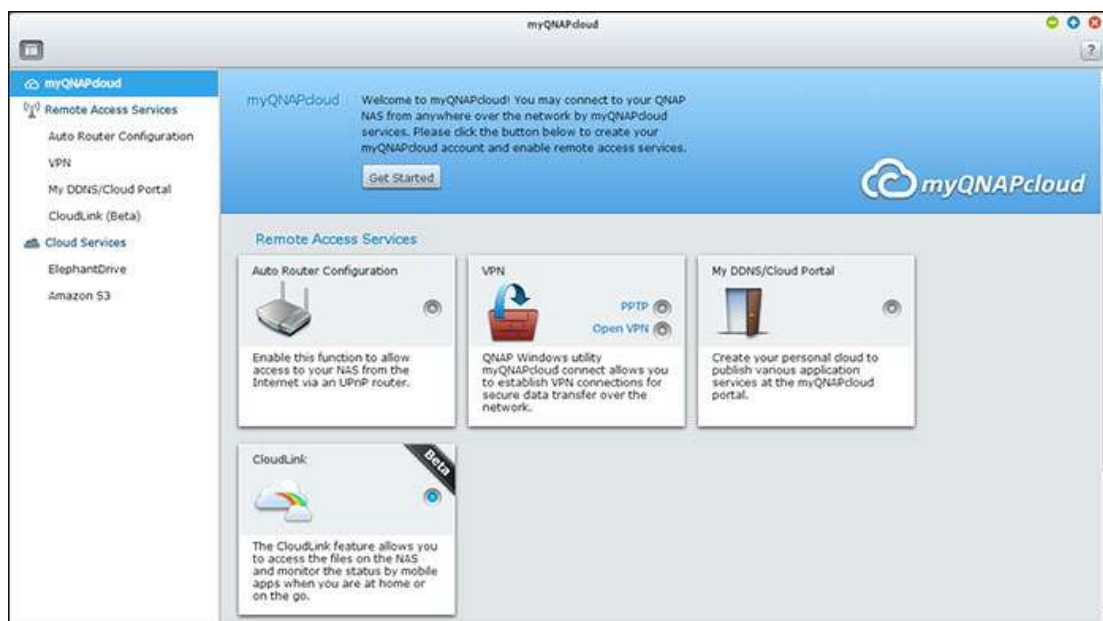 myQNAPcloud
?
myQNAPcloud
Remote Access Services
Auto Router Configuration
VPN
My DDNS/Cloud Portal
CloudLink (Beta)
Cloud Services
ElephantDrive
Amazon S3
myQNAPcloud
Welcome to myQNAPcloud! You may connect to your QNAP
NAS from anywhere over the network by myQNAPcloud
services. Please click the button below to create your
myQNAPcloud account and enable remote access services.
Get Started
myQNAPcloud
Remote Access Services
Auto Router Configuration
Enable this function to allow
access to your NAS from the
Internet via an UPnP router.
VPN
PPTP
Open VPN
QNAP Windows utility
myQNAPcloud connect allows you
to establish VPN connections for
secure data transfer over the
network.
My DDNS/Cloud Portal
Create your personal cloud to
publish various application
services at the myQNAPcloud
portal.
CloudLink
Beta
The CloudLink feature allows you
to access the files on the NAS
and monitor the status by mobile
apps when you are at home or
on the go.